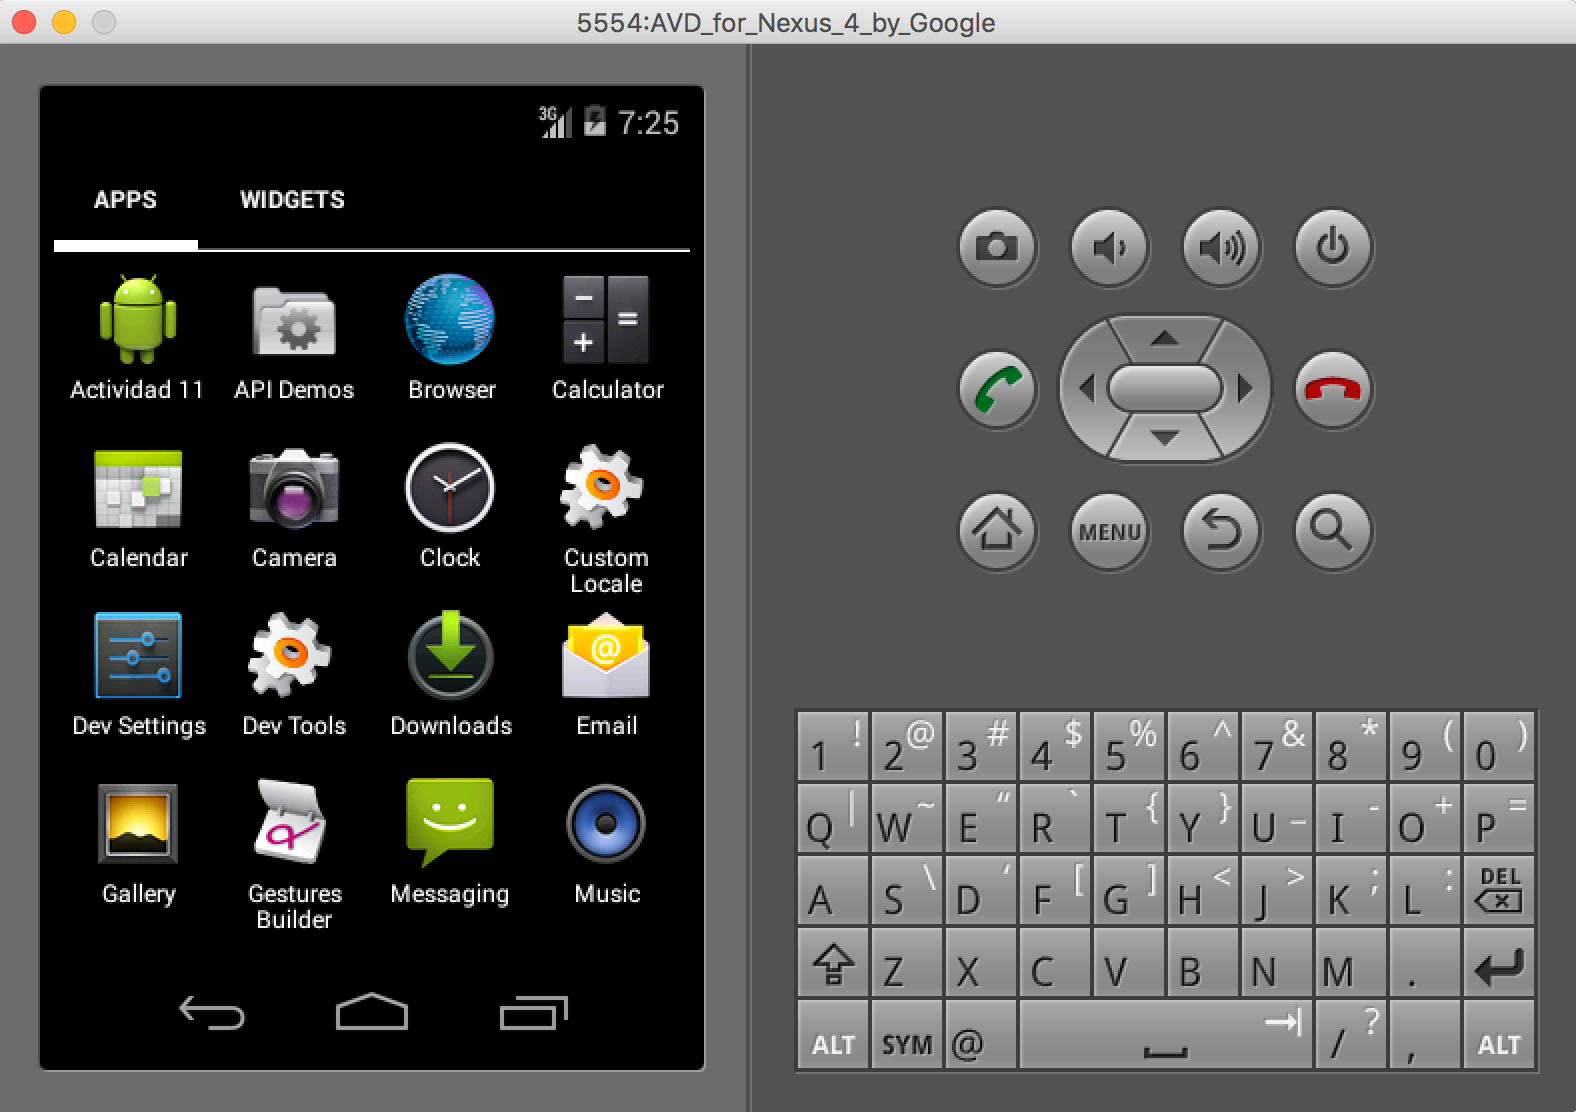 5554:AVD_for_Nexus_4_by_Google
3G 7:25
APPS WIDGETS
Actividad 11 API Demos Browser Calculator
Calendar Camera Clock Custom
Locale
Dev Settings Dev Tools Downloads Email
Gallery Gestures Messaging Music
Builder
MENU
1 ! 2 @ 3 # 4 $ 5 % 6 ^ 7 & 8 * 9 ( 0 )
Q | W ~ E “ R ` T { Y } U _ I - O + P =
A S \ D ‘ F [ G ] H < J > K ; L : DEL
Z X C V B N M .
ALT SYM @ / ? , ALT